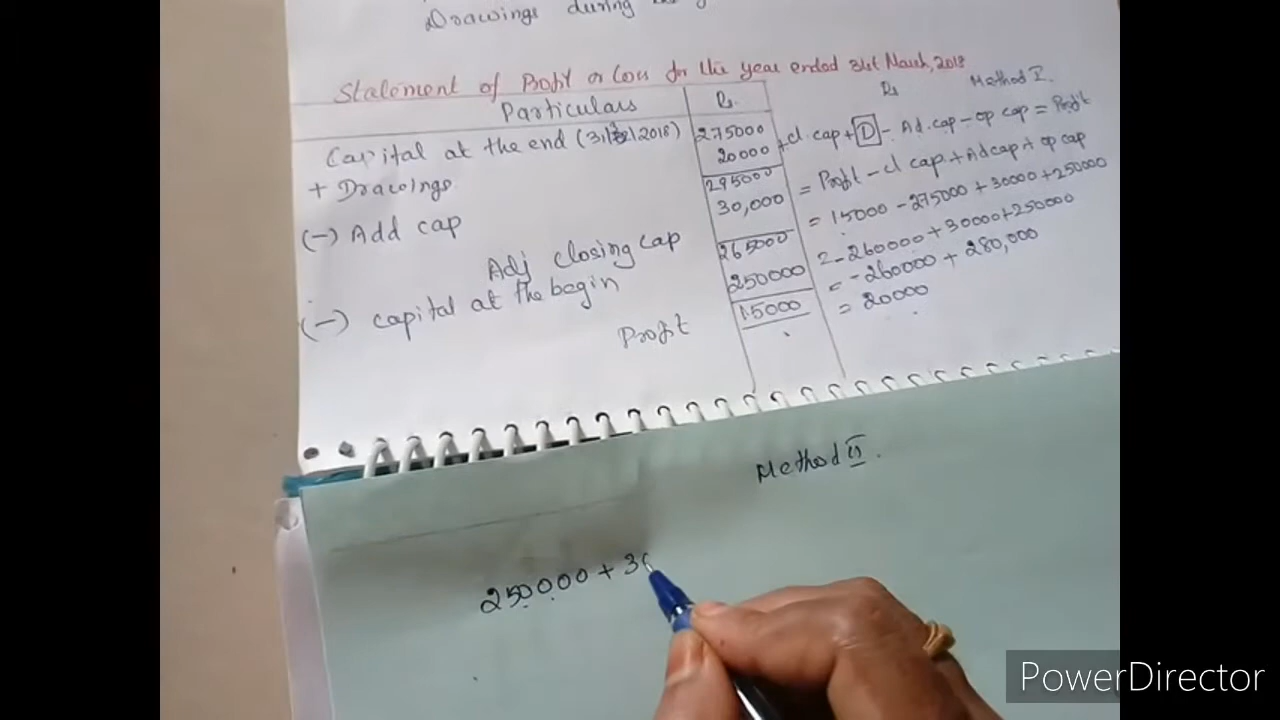 Drawings during
Statement of Profit or Loss for the year ended 31st March, 2018
Particulars Rs.
Rs Method I.
Capital at the end (31/3/2018) 275000
+ Drawings 20000
295000
(-) Add cap 30,000
Adj closing cap 265000
(-) capital at the begin 250000
Profit 15000
+cl. cap + D - Ad. cap - op cap = Profit
= Profit - cl cap. + Ad cap + op cap
= 15000 - 275000 + 30000 + 250000
= - 260000 + 30000 + 250000
= - 260000 + 280,000
= 20000
Method II.
250000 + 30
PowerDirector